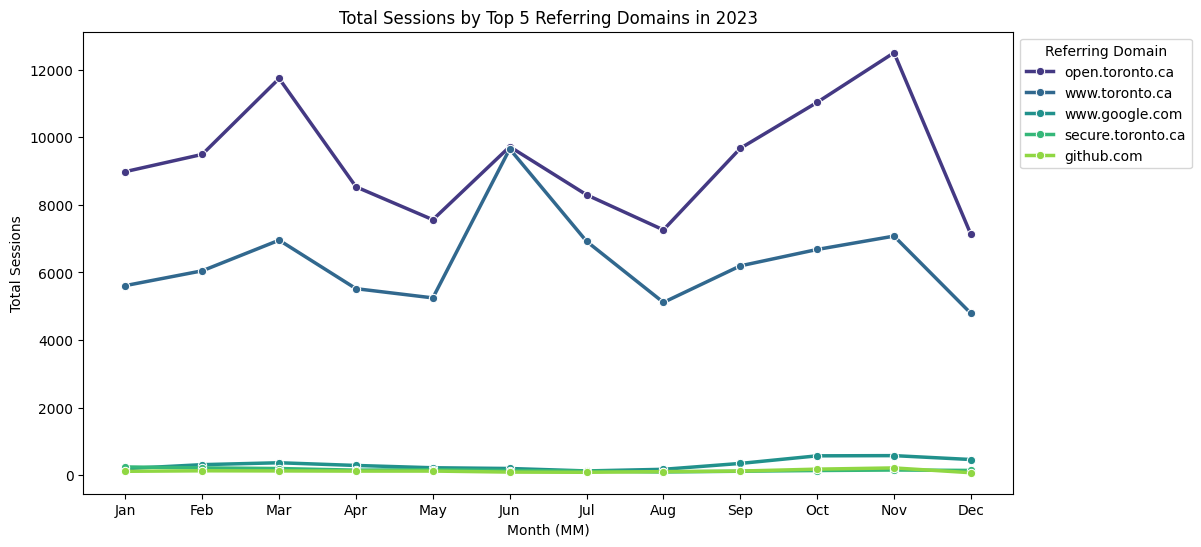 Total Sessions by Top 5 Referring Domains in 2023
Total Sessions
12000
10000
8000
6000
4000
2000
0
Jan Feb Mar Apr May Jun Jul Aug Sep Oct Nov Dec
Month (MM)
Referring Domain
open.toronto.ca
www.toronto.ca
www.google.com
secure.toronto.ca
github.com